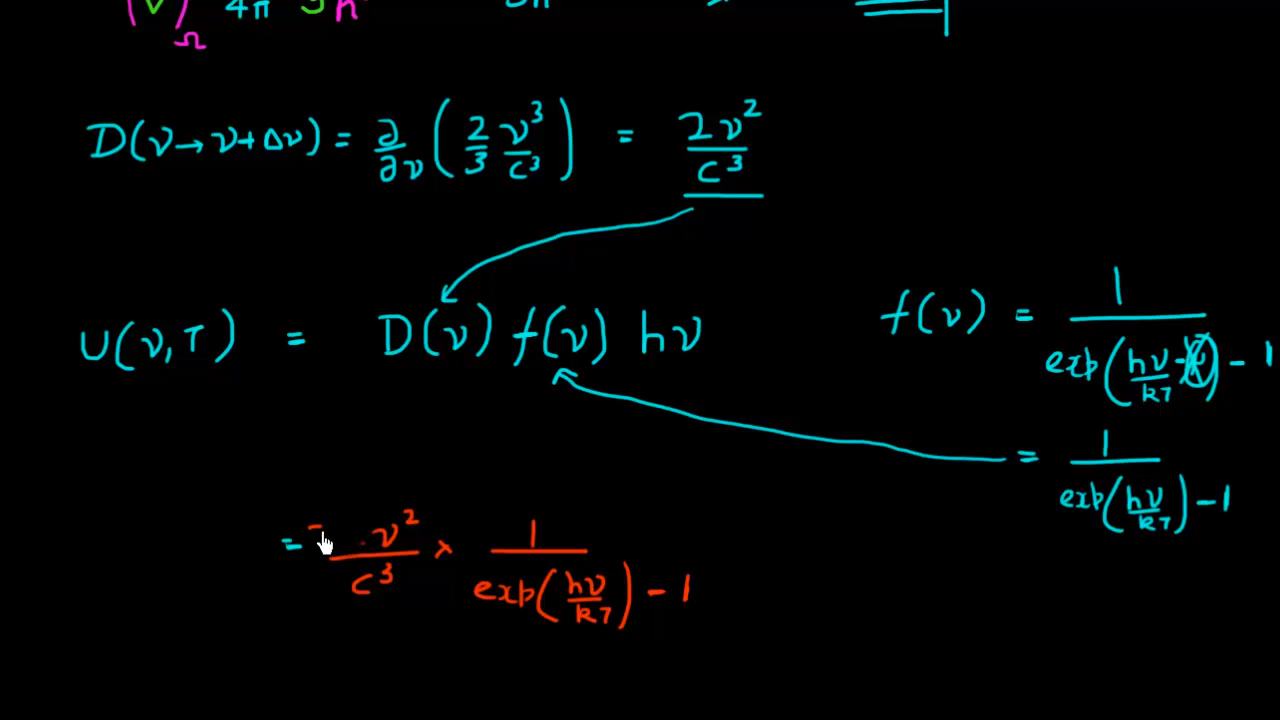 (V)Ω 4π
D(ν→ν+Δν) = ∂/∂ν (2/3 ν³/c³) = 2ν²/c³
U(ν,T) = D(ν) f(ν) hν
f(ν) = 1/(exp(hν/kT -) - 1)
= 1/(exp(hν/kT) - 1)
= ν²/c³ × 1/(exp(hν/kT) - 1)